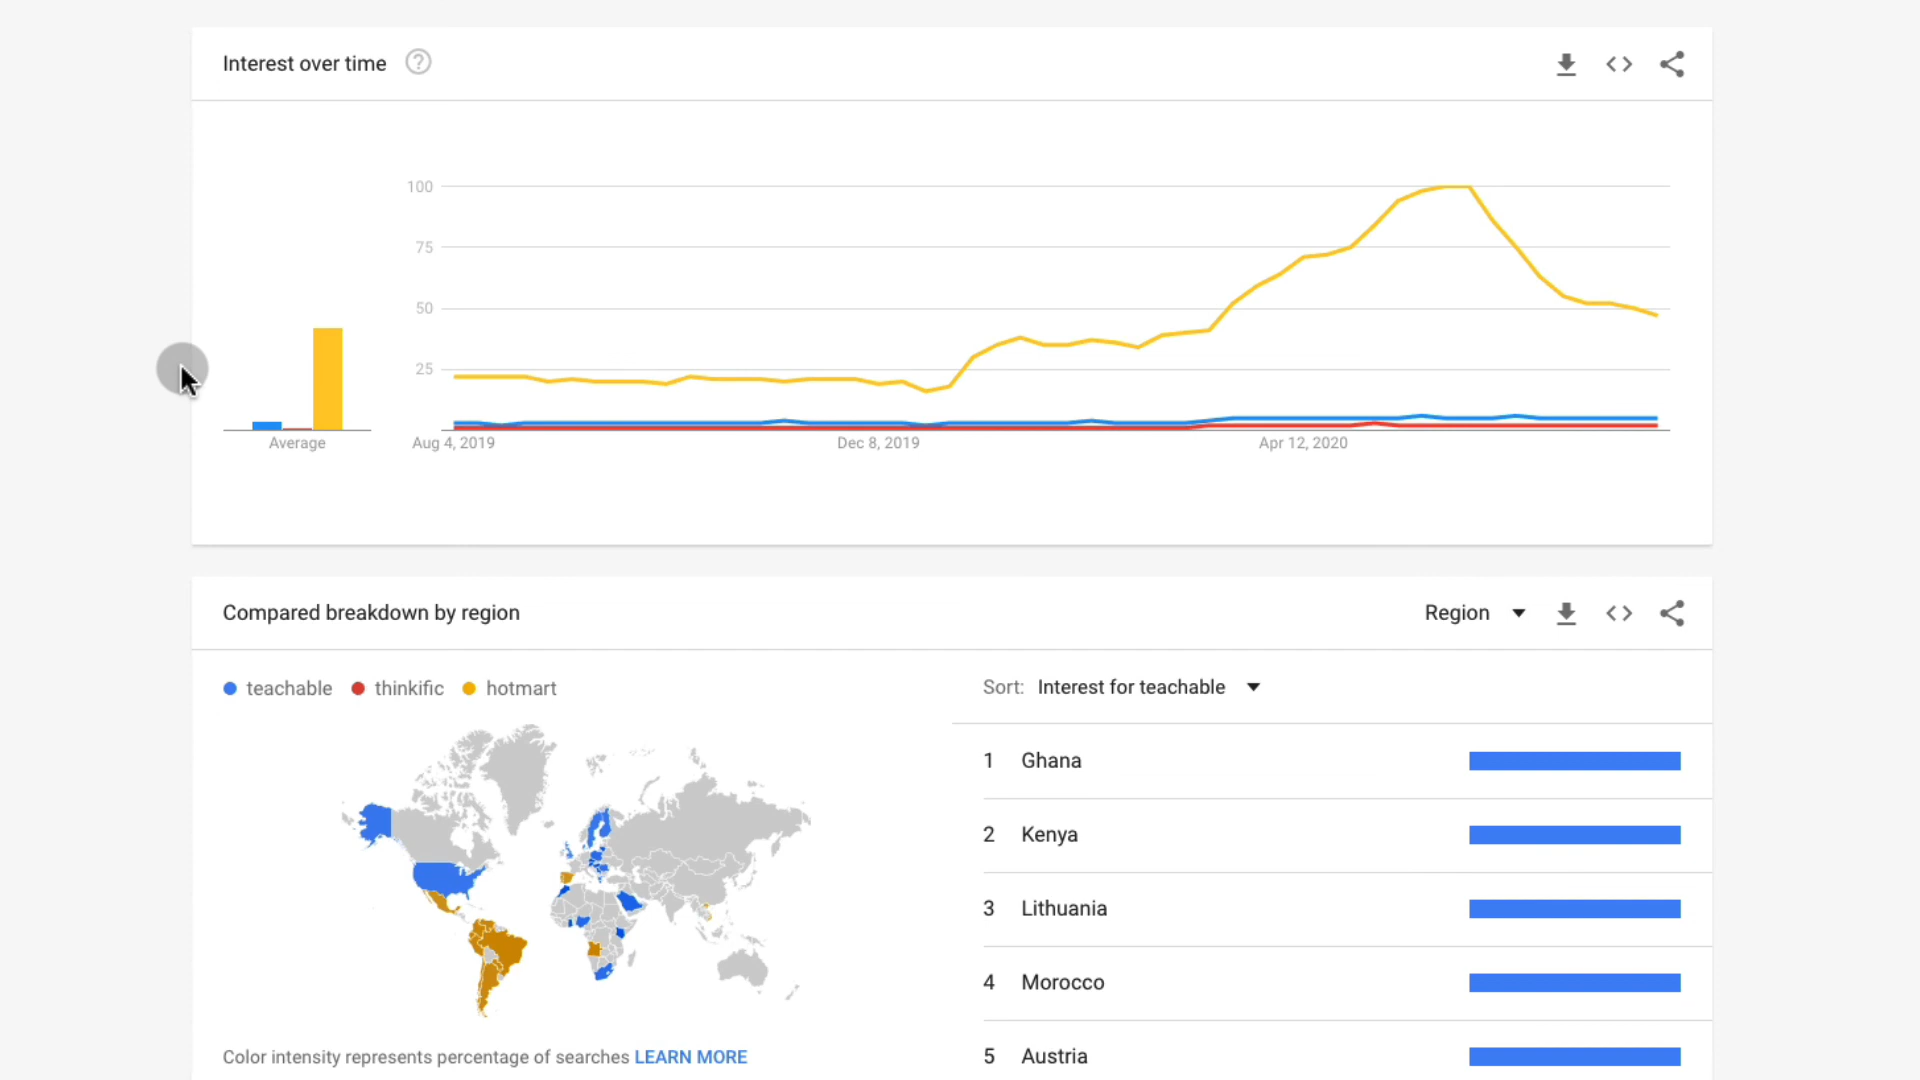 Interest over time
100
75
50
25
Average
Aug 4, 2019
Dec 8, 2019
Apr 12, 2020
Compared breakdown by region
Region
teachable thinkific hotmart
Sort: Interest for teachable
1 Ghana
2 Kenya
3 Lithuania
4 Morocco
5 Austria
Color intensity represents percentage of searches LEARN MORE